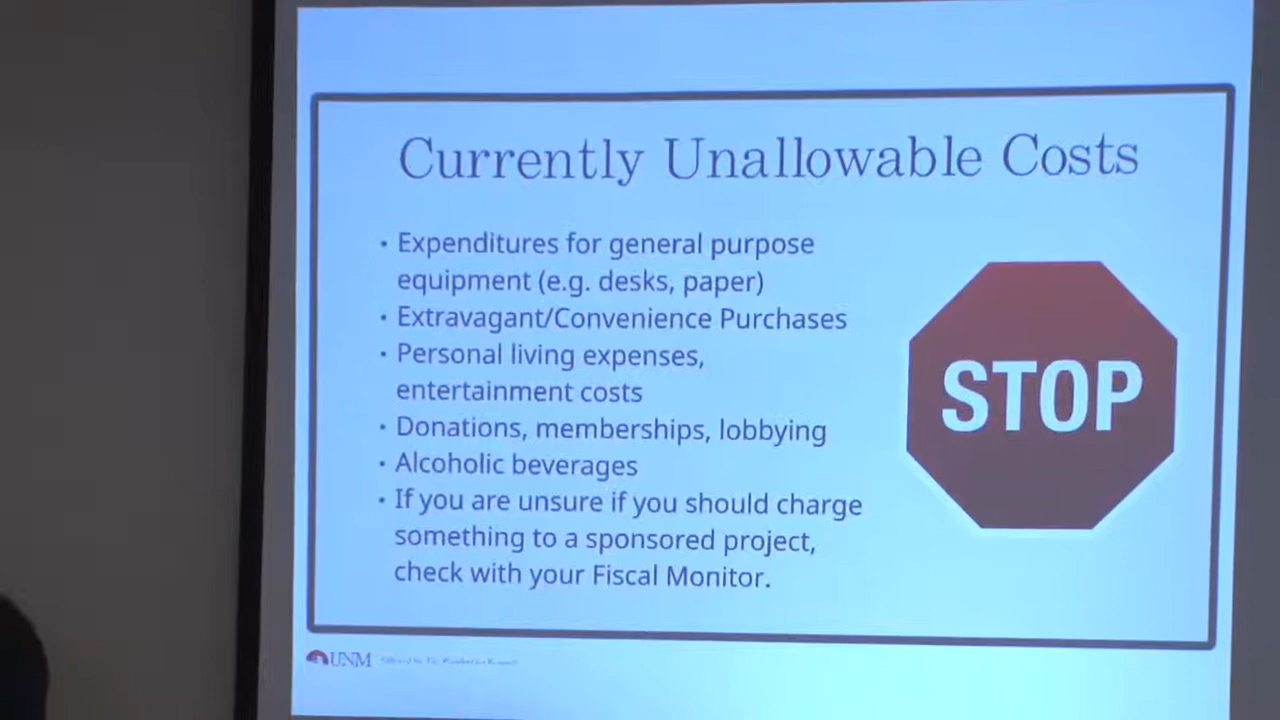 Currently Unallowable Costs
• Expenditures for general purpose
equipment (e.g. desks, paper)
• Extravagant/Convenience Purchases
• Personal living expenses,
entertainment costs
• Donations, memberships, lobbying
• Alcoholic beverages
• If you are unsure if you should charge
something to a sponsored project,
check with your Fiscal Monitor.
STOP
UNM